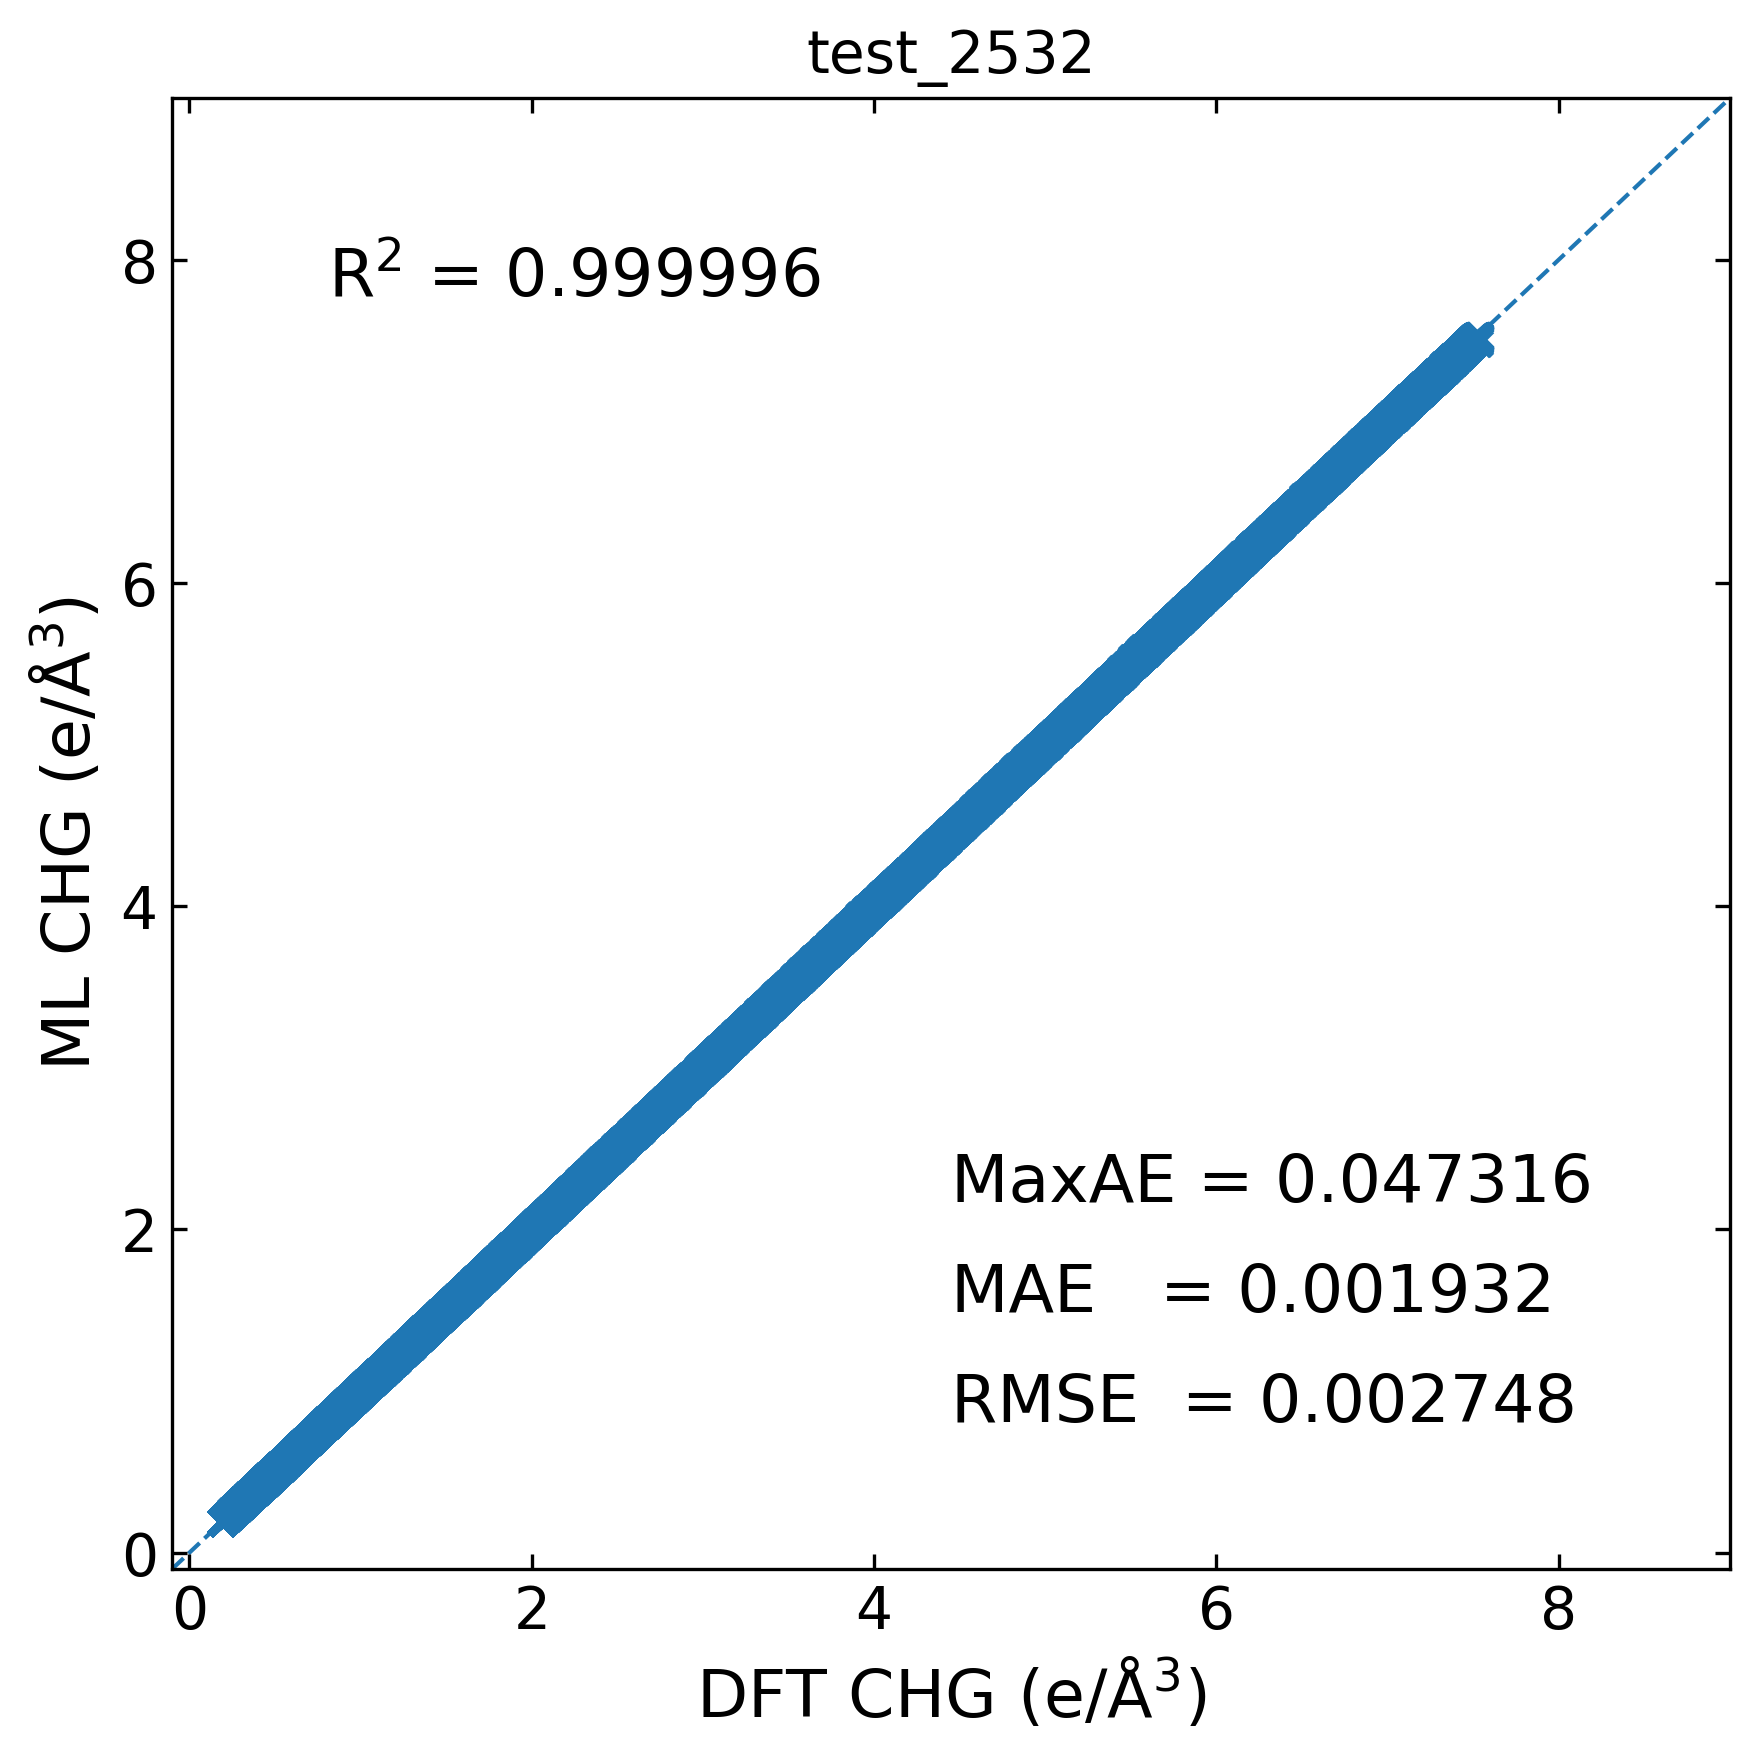 test_2532
R² = 0.999996
ML CHG (e/Å³)
8
6
4
2
0
MaxAE = 0.047316
MAE = 0.001932
RMSE = 0.002748
0 2 4 6 8
DFT CHG (e/Å³)